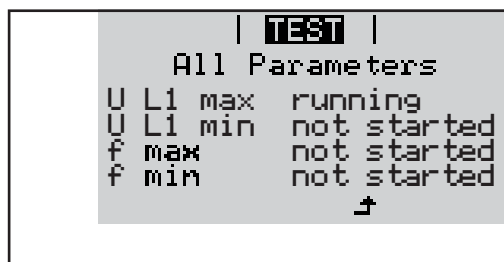 | TEST |
All Parameters
U L1 max running
U L1 min not started
f max not started
f min not started